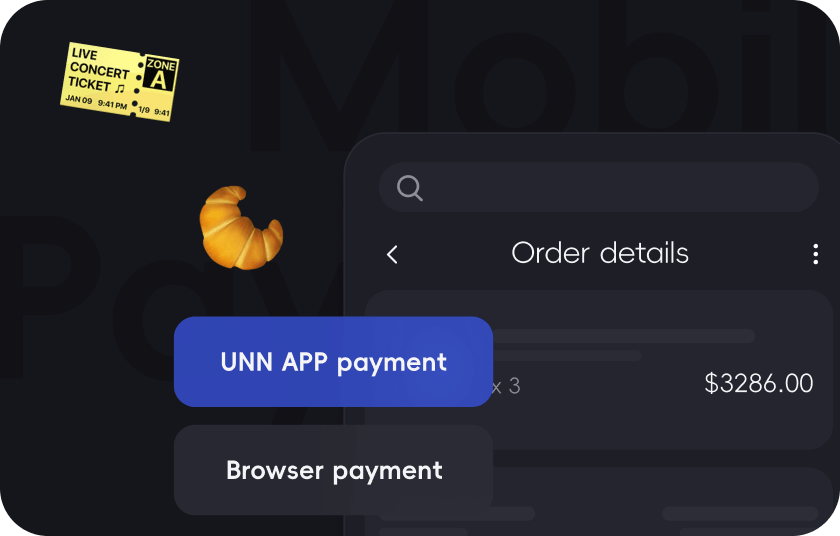 Mobil
LIVE
CONCERT
TICKET
ZONE
A
JAN 09 9:41 PM
1/9 9:41
Pay
Order details
UNN APP payment
x 3
$3286.00
Browser payment